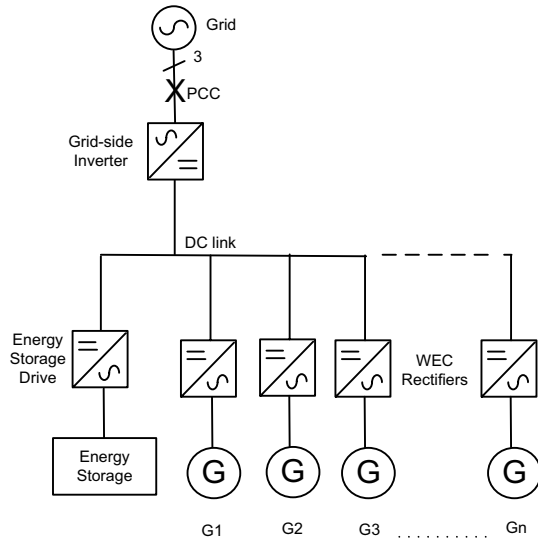 Grid
3
PCC
Grid-side
Inverter
DC link
Energy
Storage
Drive
WEC
Rectifiers
Energy
Storage
G G G G
G1 G2 G3 .......... Gn